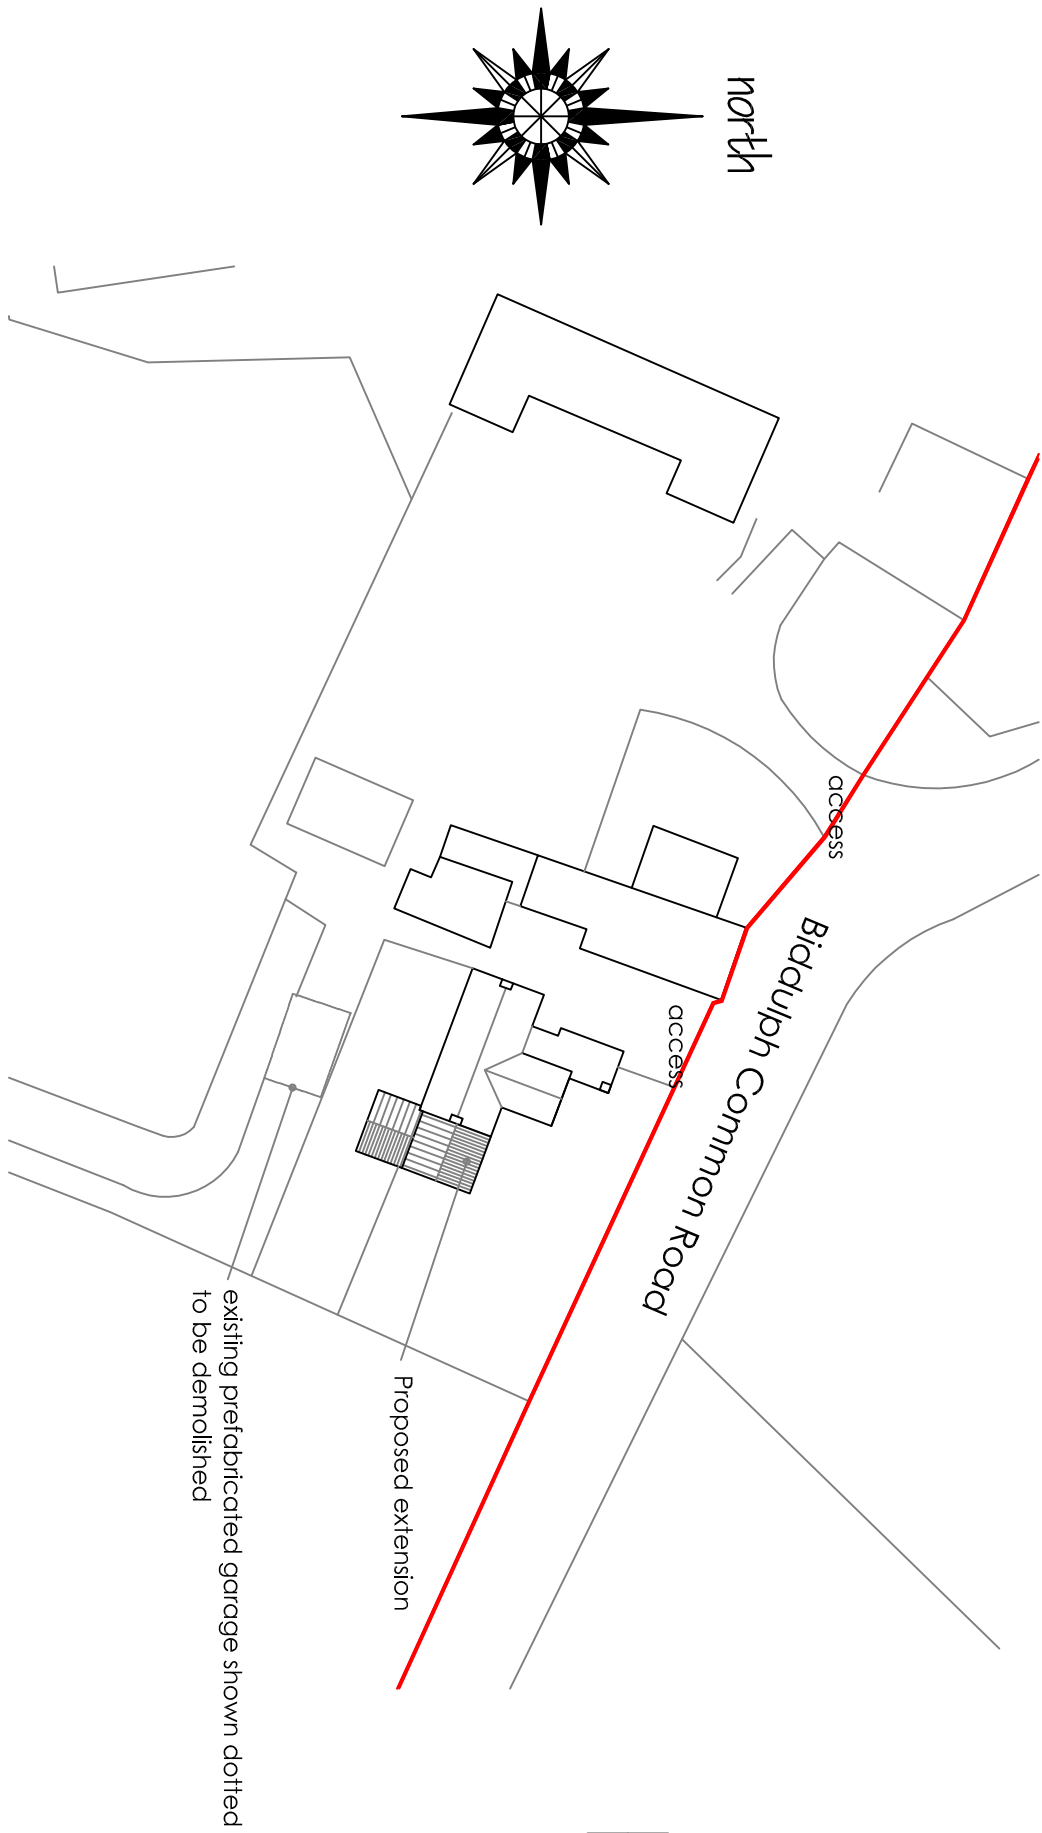 north
access
Biddulph Common Road
access
Proposed extension
existing prefabricated garage shown dotted
to be demolished